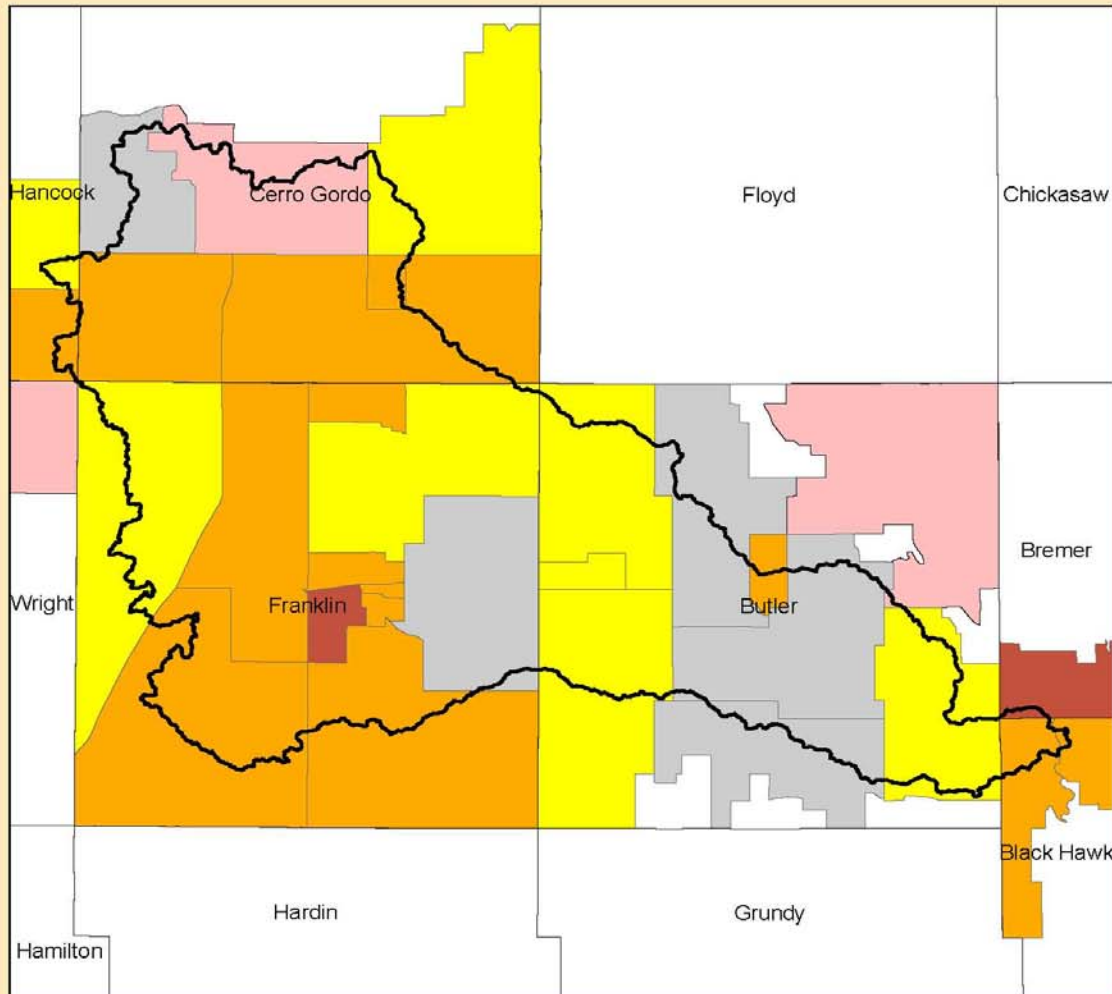 Hancock
Cerro Gordo
Floyd
Chickasaw
Wright
Franklin
Butler
Bremer
Black Hawk
Hardin
Grundy
Hamilton